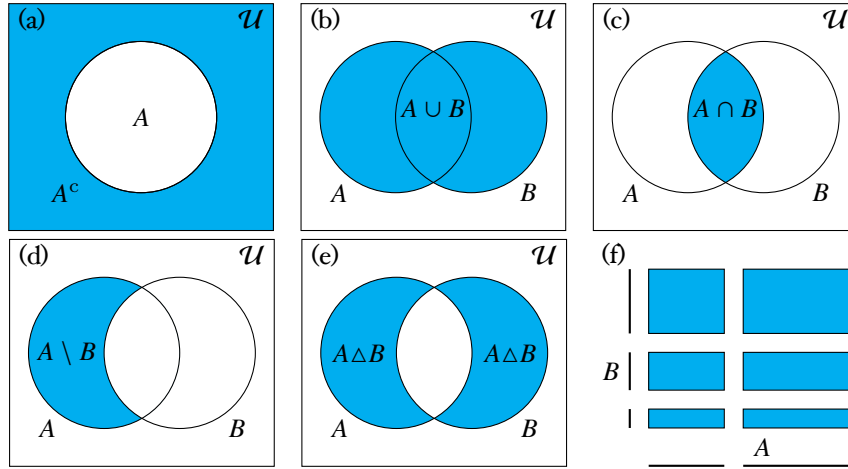 (a) 𝒰
A
Aᶜ
(b) 𝒰
A ∪ B
A B
(c) 𝒰
A ∩ B
A B
(d) 𝒰
A \ B
A B
(e) 𝒰
A△B A△B
A B
(f)
B
A